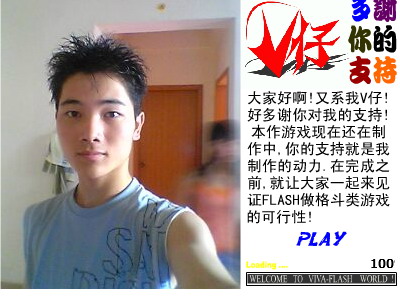 V仔
多謝
你的
支持
大家好啊!又系我V仔!
好多谢你对我的支持!
本作游戏现在还在制
作中,你的支持就是我
制作的动力.在完成之
前,就让大家一起来见
证FLASH做格斗类游戏
的可行性!
PLAY
Loading...
100
WELCOME TO VIVA-FLASH WORLD !